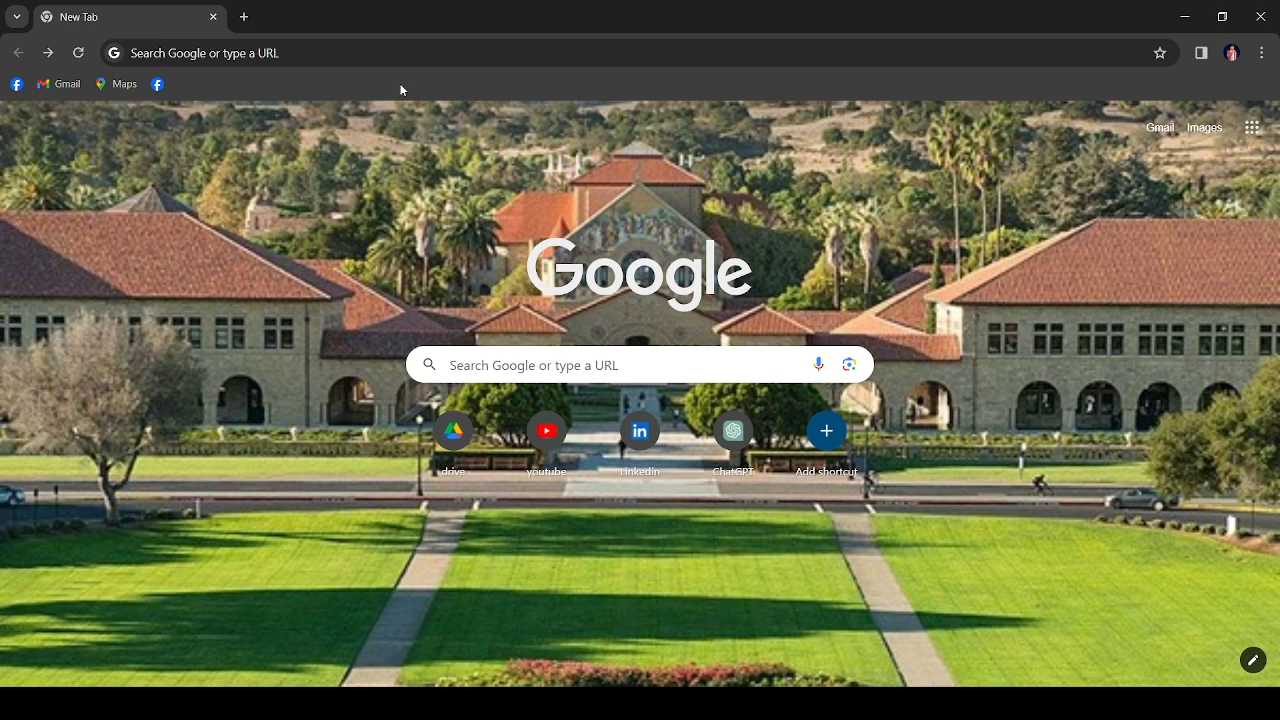 New Tab
Search Google or type a URL
Gmail Maps
Gmail Images
Google
Search Google or type a URL
drive youtube LinkedIn ChatGPT Add shortcut